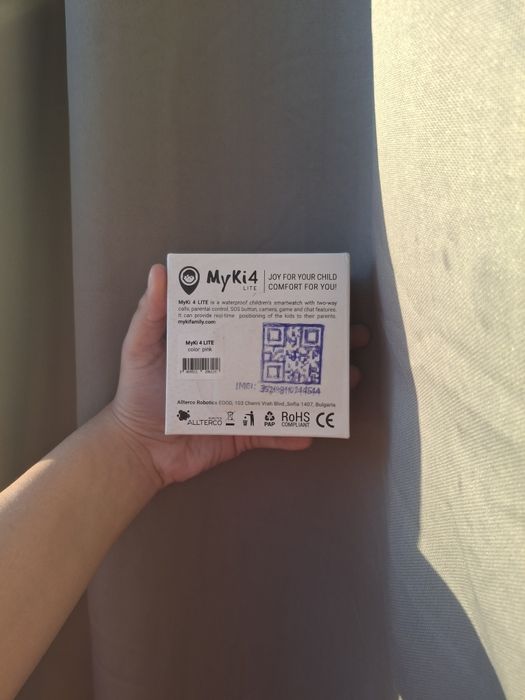 MyKi4
LITE
JOY FOR YOUR CHILD
COMFORT FOR YOU!
MyKi 4 LITE is a waterproof children's smartwatch with two-way
calls, parental control, SOS button, camera, game and chat features.
It can provide real-time positioning of the kids to their parents.
mykifamily.com
MyKi 4 LITE
color: pink
IMEI:
Allterco Robotics EOOD, 103 Cherni Vrah Blvd.,Sofia 1407, Bulgaria
ALLTERCO
ROBOTICS
PAP
RoHS
COMPLIANT
CE